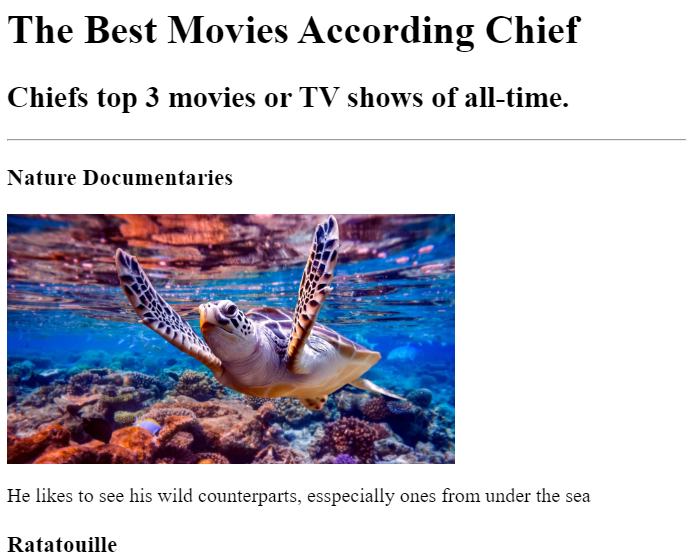 The Best Movies According Chief
Chiefs top 3 movies or TV shows of all-time.
Nature Documentaries
He likes to see his wild counterparts, esspecially ones from under the sea
Ratatouille